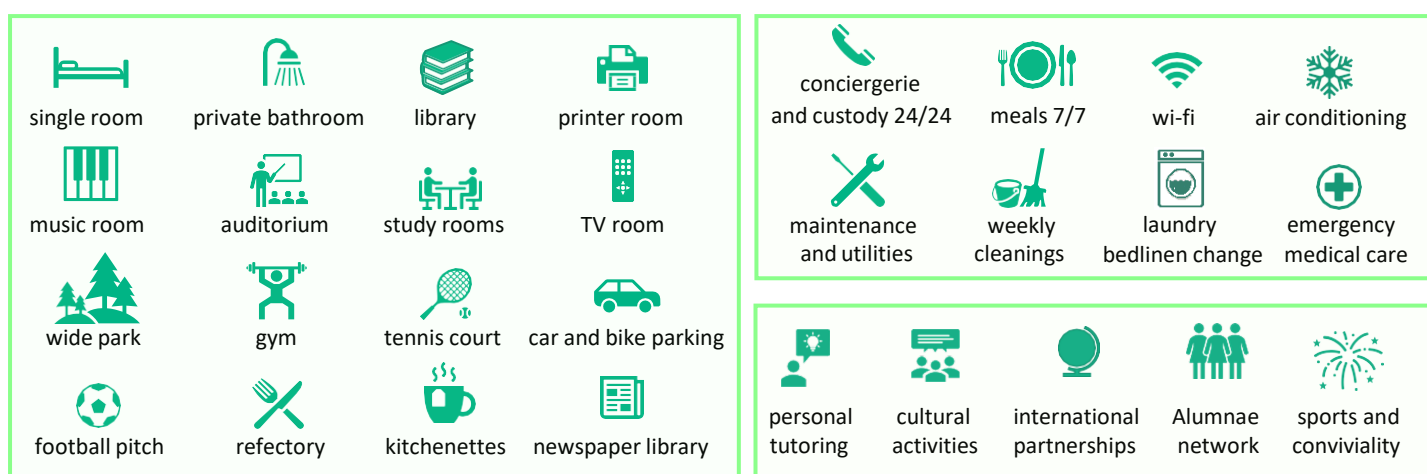 single room
private bathroom
library
printer room
music room
auditorium
study rooms
TV room
wide park
gym
tennis court
car and bike parking
football pitch
refectory
kitchenettes
newspaper library
conciergerie
and custody 24/24
meals 7/7
wi-fi
air conditioning
maintenance
and utilities
weekly
cleanings
laundry
bedlinen change
emergency
medical care
personal
tutoring
cultural
activities
international
partnerships
Alumnae
network
sports and
conviviality